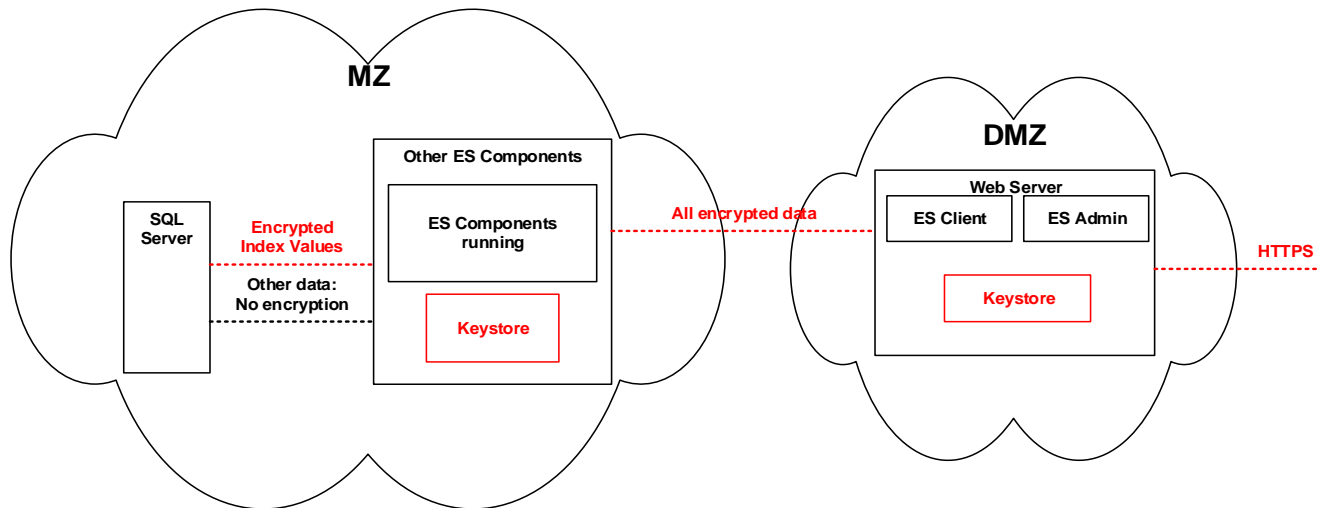 MZ
Other ES Components
ES Components
running
Keystore
SQL
Server
Encrypted
Index Values
Other data:
No encryption
All encrypted data
DMZ
Web Server
ES Client
ES Admin
Keystore
HTTPS